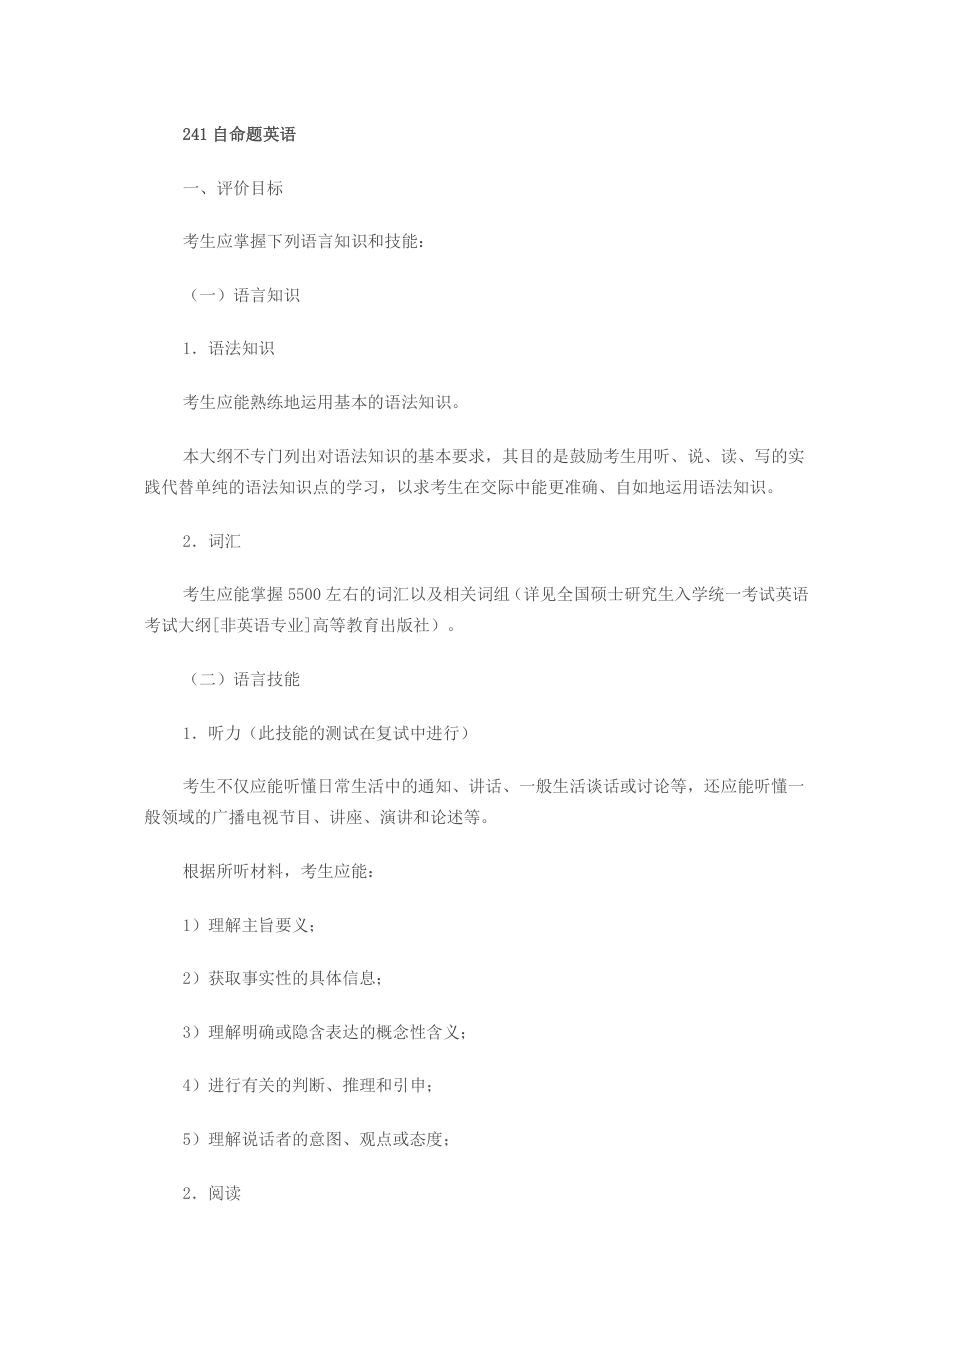 241 自命题英语
一、评价目标
考生应掌握下列语言知识和技能：
（一）语言知识
1．语法知识
考生应能熟练地运用基本的语法知识。
本大纲不专门列出对语法知识的基本要求，其目的是鼓励考生用听、说、读、写的实
践代替单纯的语法知识点的学习，以求考生在交际中能更准确、自如地运用语法知识。
2．词汇
考生应能掌握 5500 左右的词汇以及相关词组（详见全国硕士研究生入学统一考试英语
考试大纲[非英语专业]高等教育出版社）。
（二）语言技能
1．听力（此技能的测试在复试中进行）
考生不仅应能听懂日常生活中的通知、讲话、一般生活谈话或讨论等，还应能听懂一
般领域的广播电视节目、讲座、演讲和论述等。
根据所听材料，考生应能：
1）理解主旨要义；
2）获取事实性的具体信息；
3）理解明确或隐含表达的概念性含义；
4）进行有关的判断、推理和引申；
5）理解说话者的意图、观点或态度；
2．阅读